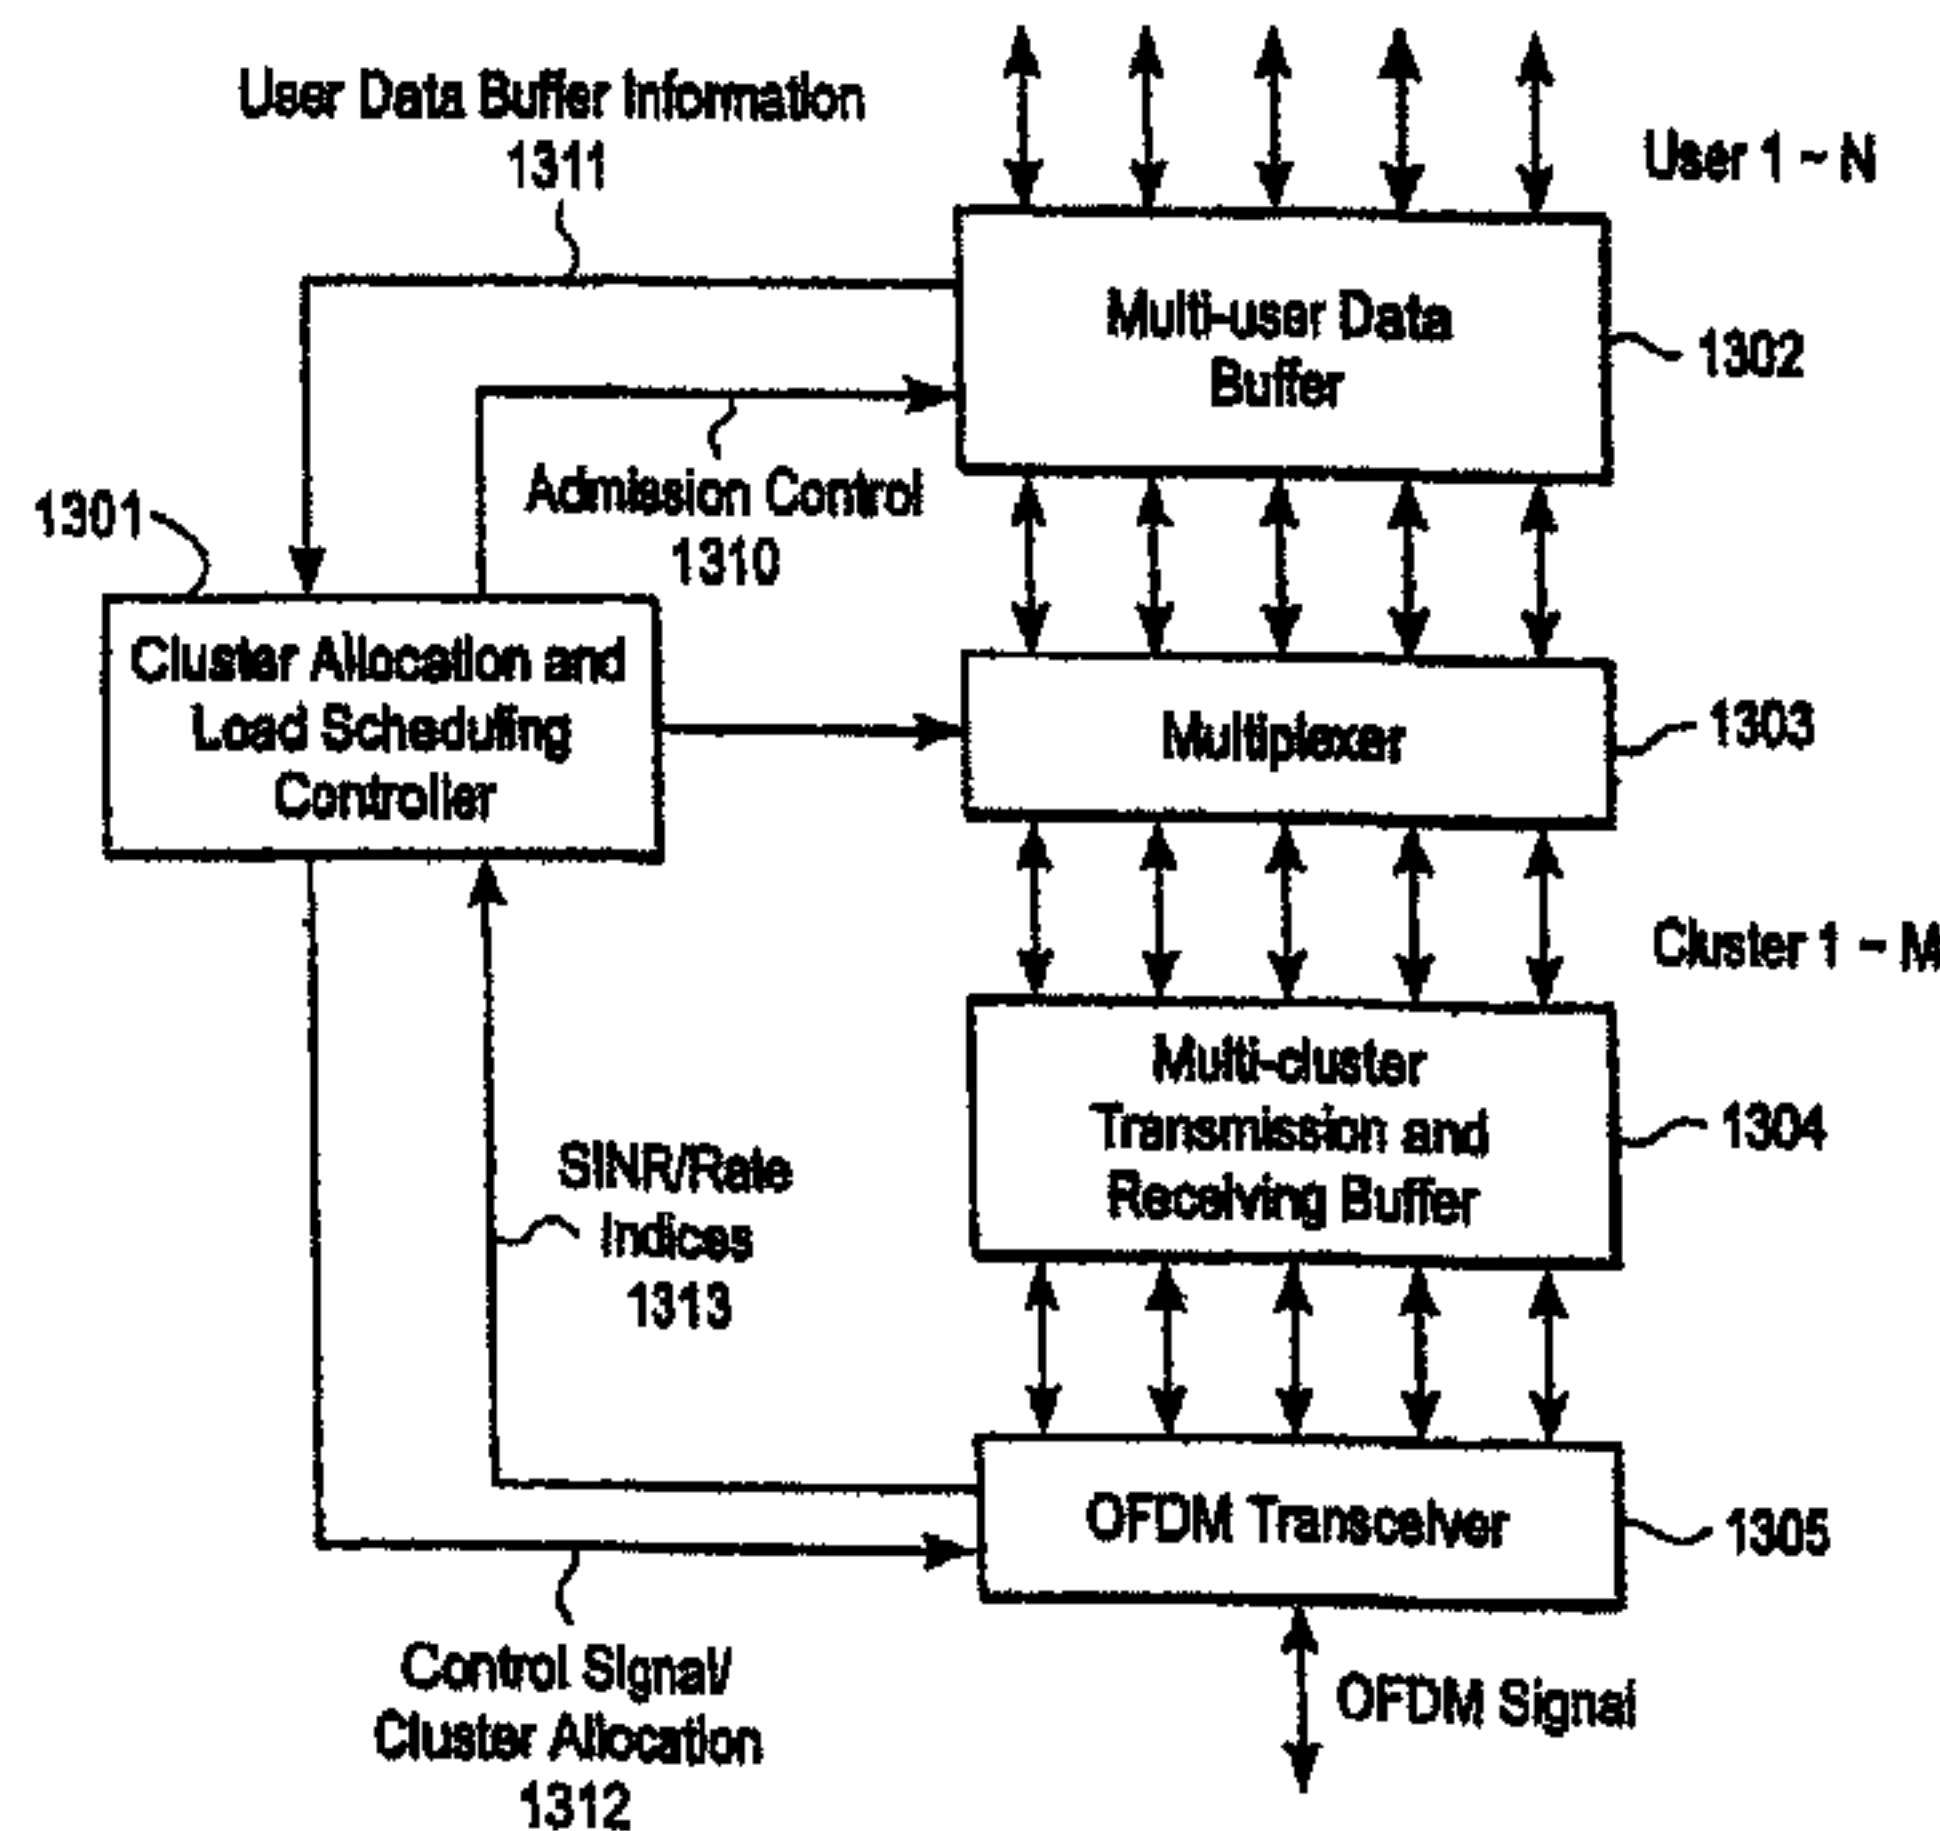 User Data Buffer Information
1311
User 1 ~ N
Multi-user Data
Buffer
1302
Admission Control
1310
1301
Cluster Allocation and
Load Scheduling
Controller
Multiplexer
1303
Cluster 1 ~ M
Multi-cluster
Transmission and
Receiving Buffer
1304
SINR/Rate
Indices
1313
OFDM Transceiver
1305
Control Signal/
Cluster Allocation
1312
OFDM Signal